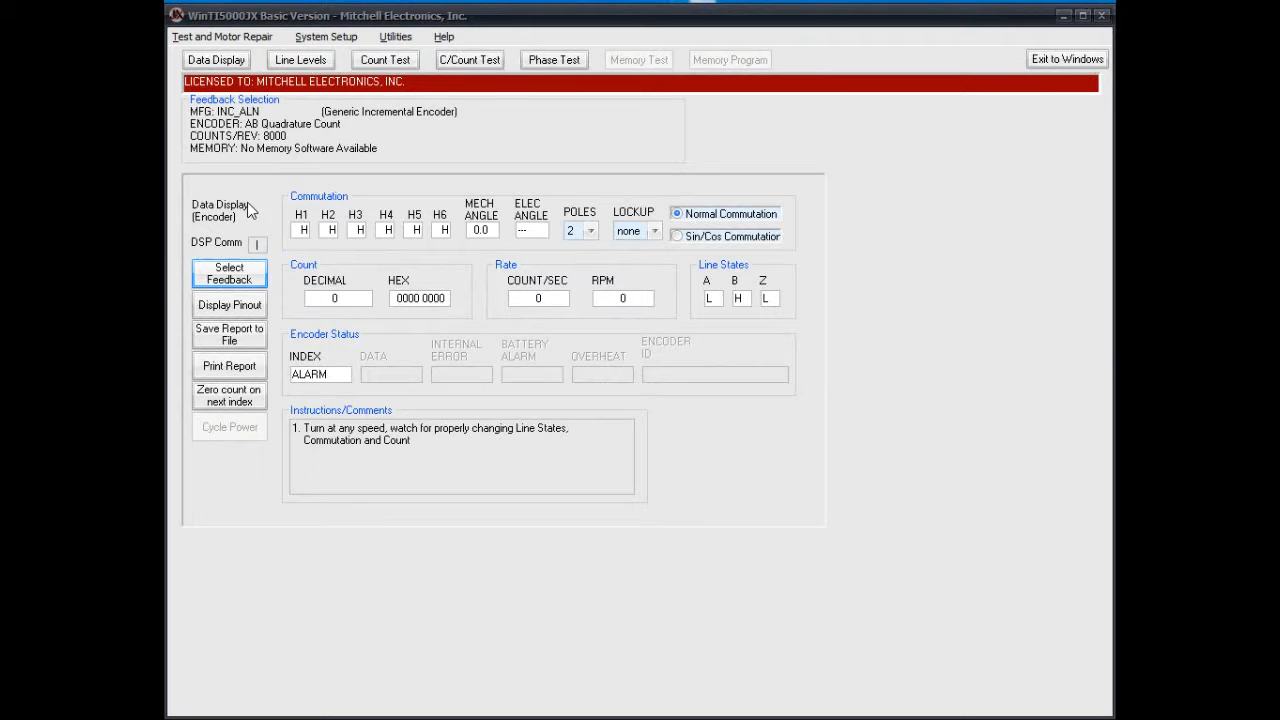 WinTI5000JX Basic Version - Mitchell Electronics, Inc.
Test and Motor Repair System Setup Utilities Help
Data Display Line Levels Count Test C/Count Test Phase Test Memory Test Memory Program Exit to Windows
LICENSED TO: MITCHELL ELECTRONICS, INC.
Feedback Selection
MFG: INC_ALN (Generic Incremental Encoder)
ENCODER: AB Quadrature Count
COUNTS/REV: 8000
MEMORY: No Memory Software Available
Data Display
(Encoder)
DSP Comm |
Select
Feedback
Display Pinout
Save Report to
File
Print Report
Zero count on
next index
Cycle Power
Commutation
H1 H2 H3 H4 H5 H6 MECH ANGLE ELEC ANGLE POLES LOCKUP
H H H H H H 0.0 --- 2 none
Normal Commutation
Sin/Cos Commutation
Count
DECIMAL HEX
0 0000 0000
Rate
COUNT/SEC RPM
0 0
Line States
A B Z
L H L
Encoder Status
INDEX DATA INTERNAL ERROR BATTERY ALARM OVERHEAT ENCODER ID
ALARM
Instructions/Comments
1. Turn at any speed, watch for properly changing Line States,
Commutation and Count